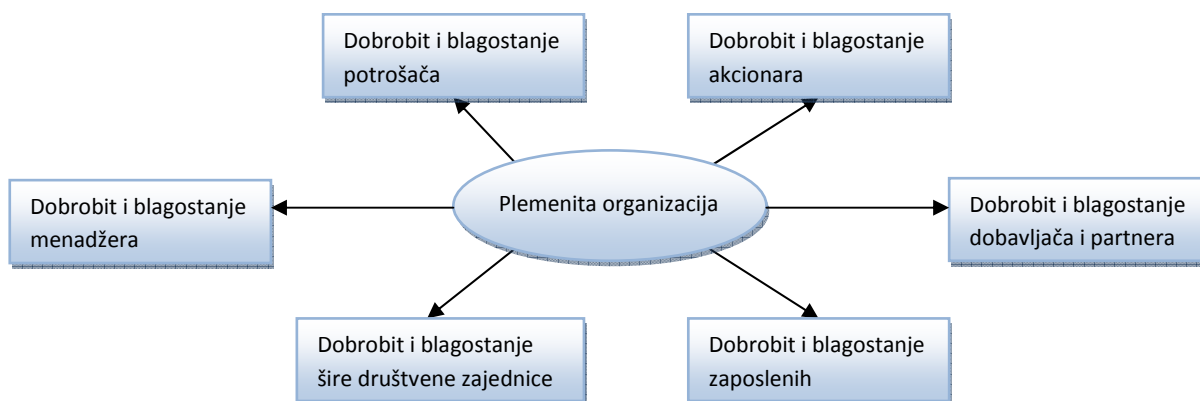 Dobrobit i blagostanje
potrošača
Dobrobit i blagostanje
akcionara
Dobrobit i blagostanje
menadžera
Plemenita organizacija
Dobrobit i blagostanje
dobavljača i partnera
Dobrobit i blagostanje
šire društvene zajednice
Dobrobit i blagostanje
zaposlenih